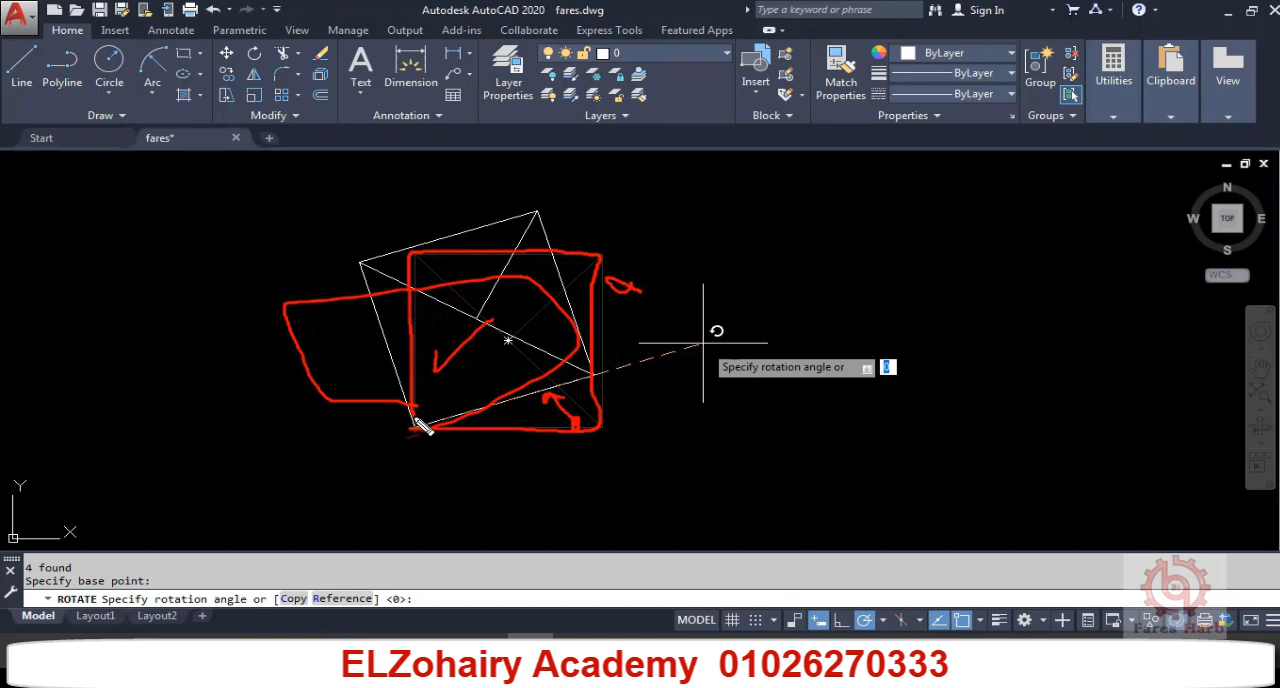 Autodesk AutoCAD 2020 fares.dwg
Type a keyword or phrase
Sign In
Home Insert Annotate Parametric View Manage Output Add-ins Collaborate Express Tools Featured Apps
Line Polyline Circle Arc
Text Dimension
Layer Properties
0
Insert
Match Properties
ByLayer
ByLayer
ByLayer
Group
Utilities
Clipboard
View
Draw Modify Annotation Layers Block Properties Groups
Start fares*
N
W TOP E
S
WCS
Specify rotation angle or 0
Y
X
4 found
Specify base point:
ROTATE Specify rotation angle or [Copy Reference] <0>:
Model Layout1 Layout2 +
MODEL
Fares Harb
ELZohairy Academy 01026270333